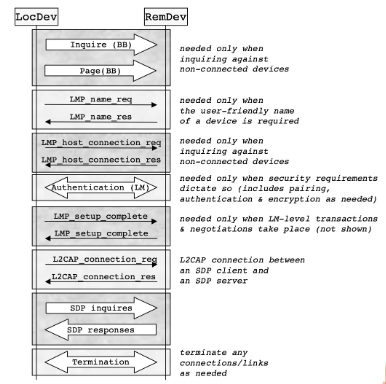 LocDev RemDev
Inquire (BB)
Page(BB)
needed only when
inquiring against
non-connected devices
LMP_name_req
LMP_name_res
needed only when
the user-friendly name
of a device is required
LMP_host_connection_req
LMP_host_connection_res
needed only when
inquiring against
non-connected devices
Authentication (LM)
needed only when security requirements
dictate so (includes pairing,
authentication & encryption as needed)
LMP_setup_complete
LMP_setup_complete
needed only when LM-level transactions
& negotiations take place (not shown)
L2CAP_connection_req
L2CAP_connection_res
L2CAP connection between
an SDP client and
an SDP server
SDP inquires
SDP responses
Termination
terminate any
connections/links
as needed